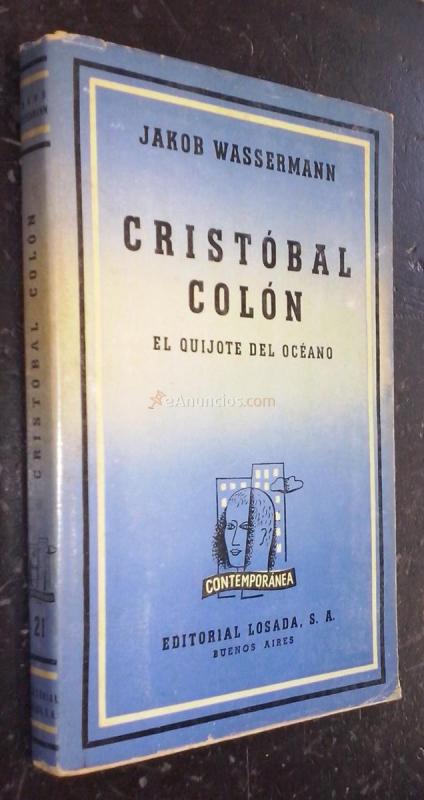 JAKOB WASSERMANN
CRISTÓBAL
COLÓN
EL QUIJOTE DEL OCÉANO
eAnuncios.com
CONTEMPORÁNEA
EDITORIAL LOSADA, S. A.
BUENOS AIRES
CRISTÓBAL COLÓN
21